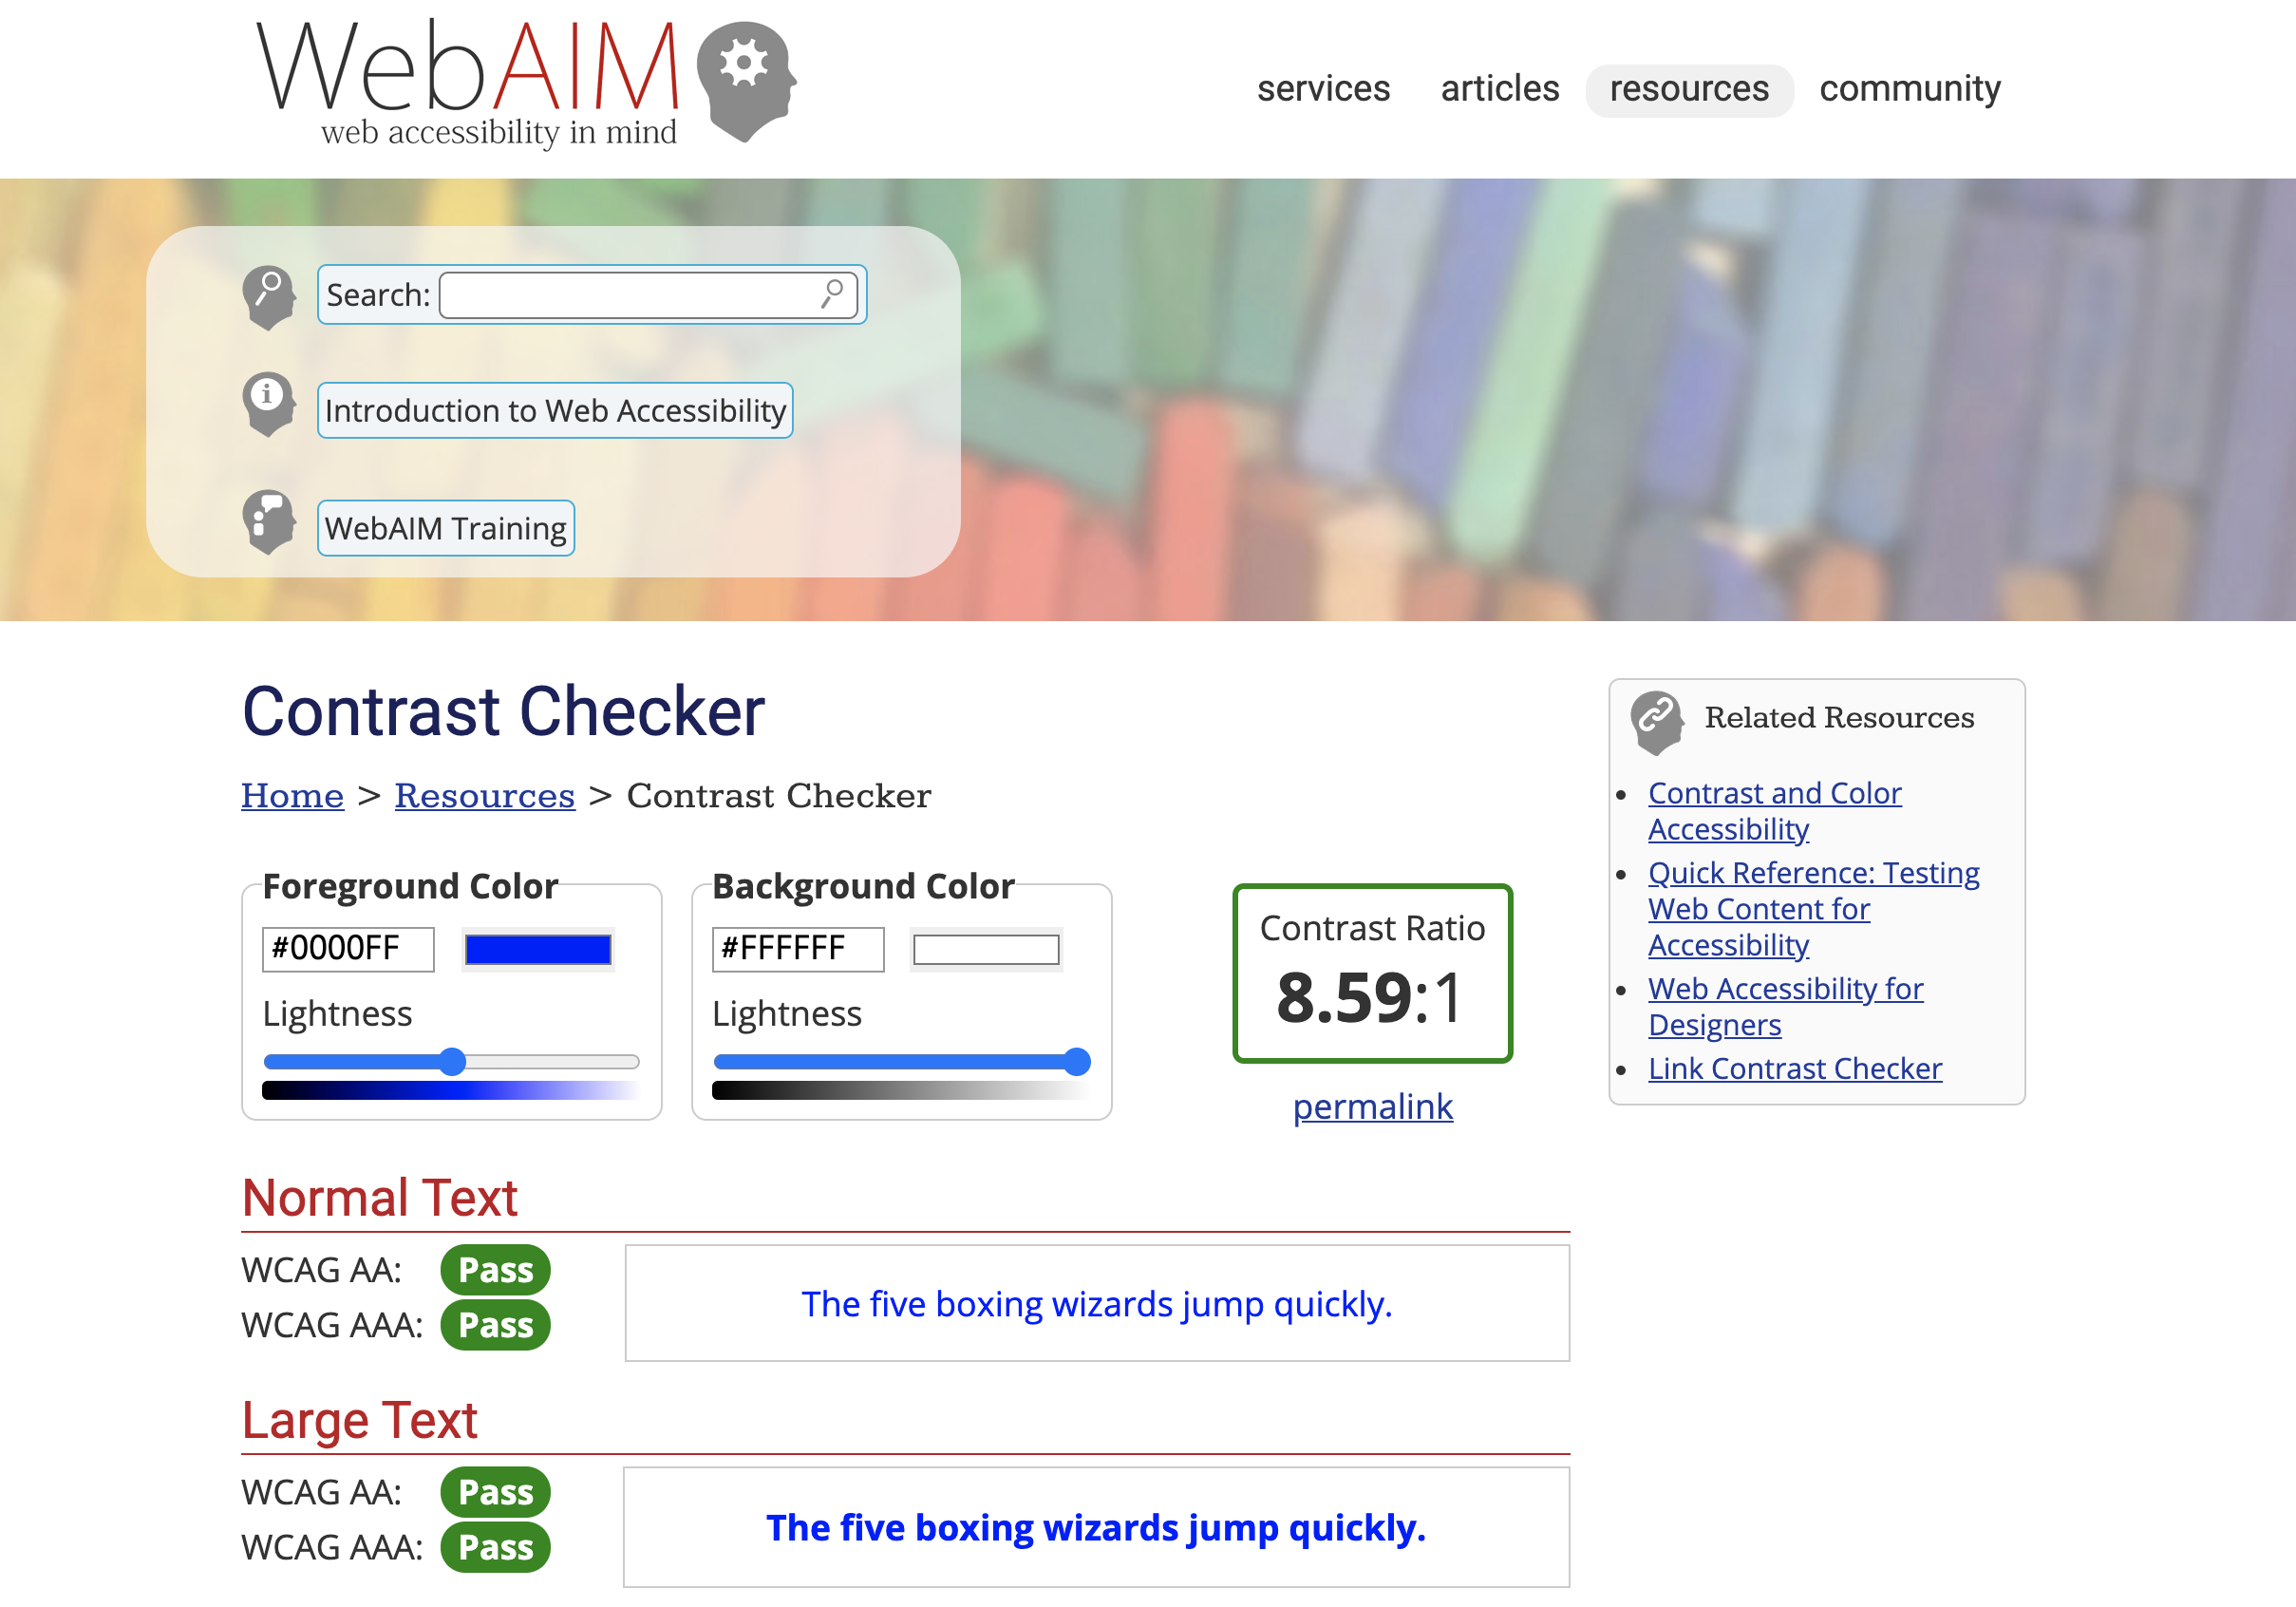 WebAIM
web accessibility in mind
services articles resources community
Search:
Introduction to Web Accessibility
WebAIM Training
Contrast Checker
Home > Resources > Contrast Checker
Foreground Color
#0000FF
Lightness
Background Color
#FFFFFF
Lightness
Contrast Ratio
8.59:1
permalink
Normal Text
WCAG AA: Pass
WCAG AAA: Pass
The five boxing wizards jump quickly.
Large Text
WCAG AA: Pass
WCAG AAA: Pass
The five boxing wizards jump quickly.
Related Resources
• Contrast and Color
Accessibility
• Quick Reference: Testing
Web Content for
Accessibility
• Web Accessibility for
Designers
• Link Contrast Checker